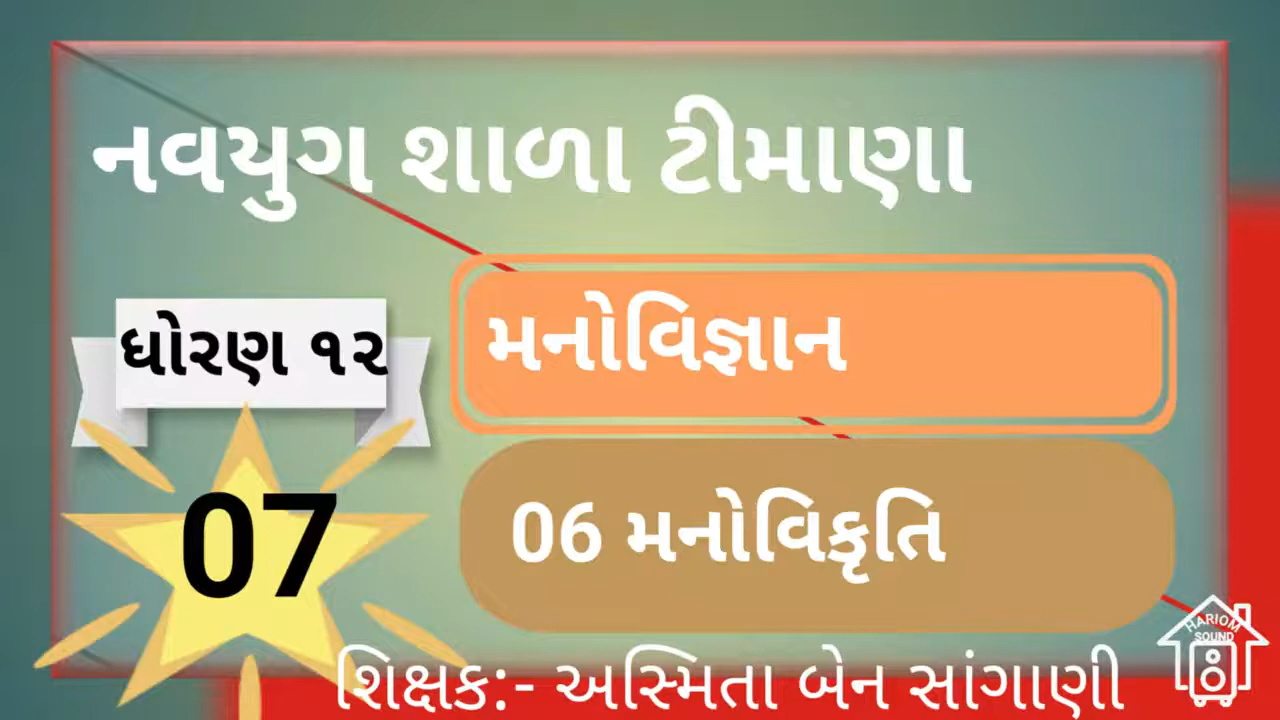 નવયુગ શાળા ટીમાણા
ધોરણ ૧૨
મનોવિજ્ઞાન
07
06 મનોવિકૃતિ
શિક્ષક:- અસ્મિતા બેન સાંગાણી
HARIOM
SOUND